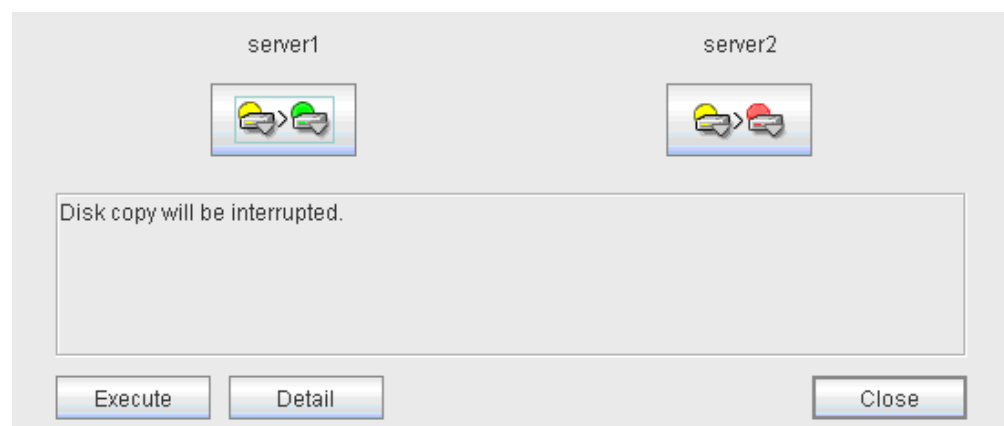 server1 server2
Disk copy will be interrupted.
Execute Detail Close